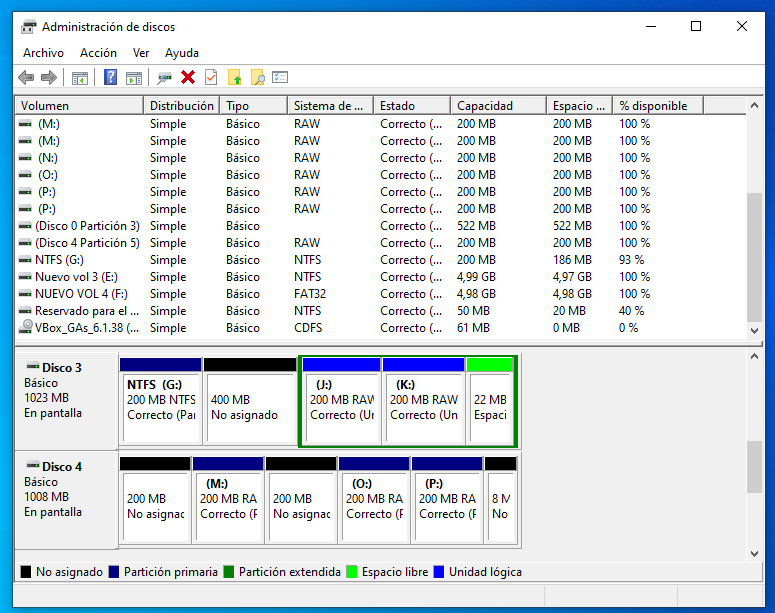 Administración de discos
Archivo Acción Ver Ayuda
Volumen Distribución Tipo Sistema de ... Estado Capacidad Espacio ... % disponible
(M:) Simple Básico RAW Correcto (... 200 MB 200 MB 100 %
(M:) Simple Básico RAW Correcto (... 200 MB 200 MB 100 %
(N:) Simple Básico RAW Correcto (... 200 MB 200 MB 100 %
(O:) Simple Básico RAW Correcto (... 200 MB 200 MB 100 %
(P:) Simple Básico RAW Correcto (... 200 MB 200 MB 100 %
(P:) Simple Básico RAW Correcto (... 200 MB 200 MB 100 %
(Disco 0 Partición 3) Simple Básico Correcto (... 522 MB 522 MB 100 %
(Disco 4 Partición 5) Simple Básico RAW Correcto (... 200 MB 200 MB 100 %
NTFS (G:) Simple Básico NTFS Correcto (... 200 MB 186 MB 93 %
Nuevo vol 3 (E:) Simple Básico NTFS Correcto (... 4,99 GB 4,97 GB 100 %
NUEVO VOL 4 (F:) Simple Básico FAT32 Correcto (... 4,98 GB 4,98 GB 100 %
Reservado para el ... Simple Básico NTFS Correcto (... 50 MB 20 MB 40 %
VBox_GAs_6.1.38 (... Simple Básico CDFS Correcto (... 61 MB 0 MB 0 %
Disco 3
Básico
1023 MB
En pantalla
NTFS (G:)
200 MB NTFS
Correcto (Par
400 MB
No asignado
(J:)
200 MB RAW
Correcto (Un
(K:)
200 MB RAW
Correcto (Un
22 MB
Espaci
Disco 4
Básico
1008 MB
En pantalla
200 MB
No asignac
(M:)
200 MB RA
Correcto (P
200 MB
No asignac
(O:)
200 MB RA
Correcto (P
(P:)
200 MB RA
Correcto (P
8 M
No
No asignado Partición primaria Partición extendida Espacio libre Unidad lógica